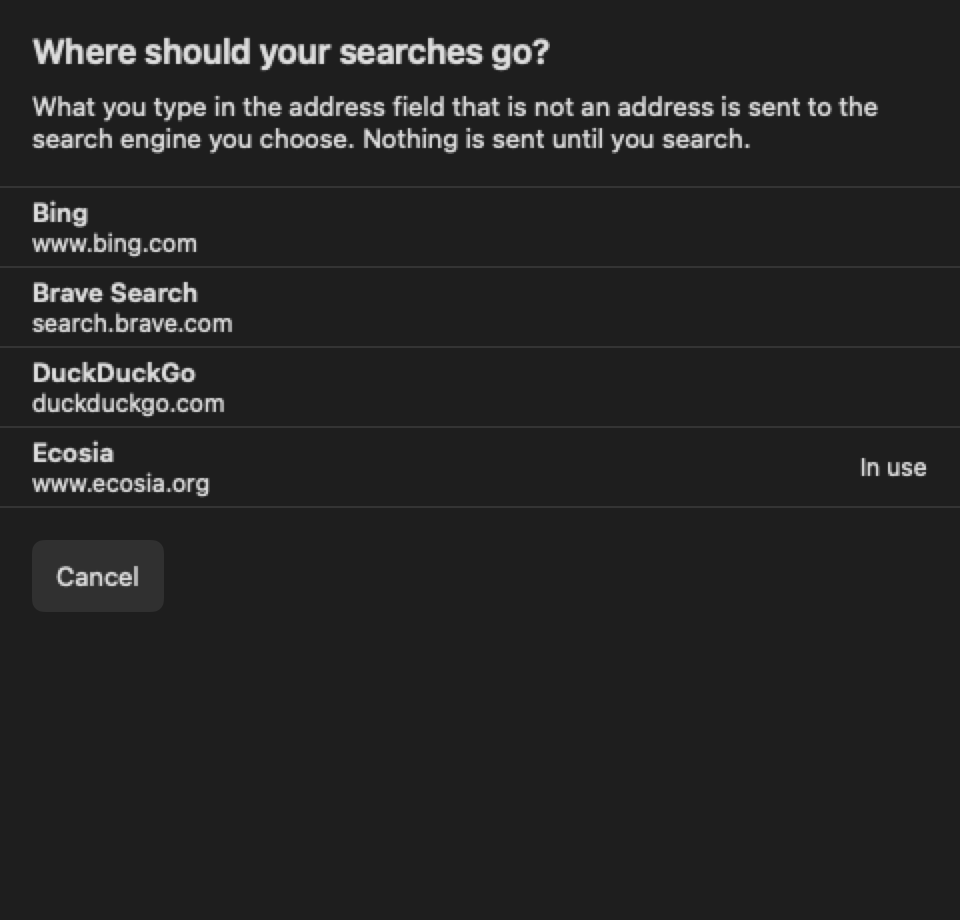 Where should your searches go?
What you type in the address field that is not an address is sent to the
search engine you choose. Nothing is sent until you search.
Bing
www.bing.com
Brave Search
search.brave.com
DuckDuckGo
duckduckgo.com
Ecosia
www.ecosia.org
In use
Cancel